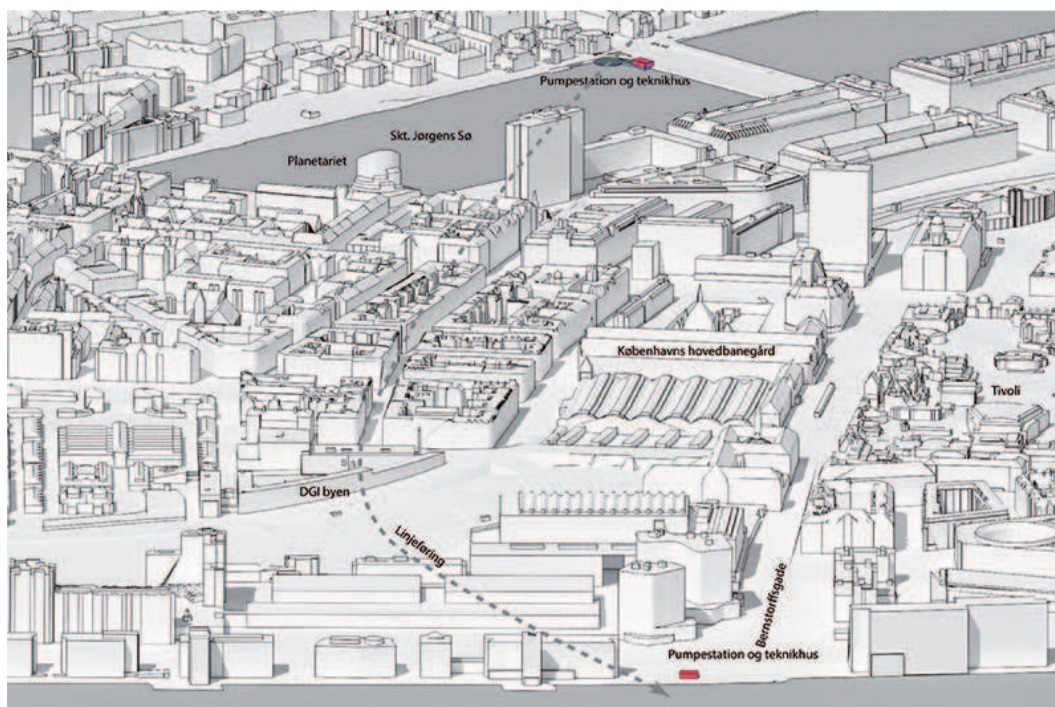 Pumpestation og teknikhus
Skt. Jørgens Sø
Planetariet
Københavns hovedbanegård
Tivoli
DGI byen
Linjeføring
Bernstorffsgade
Pumpestation og teknikhus